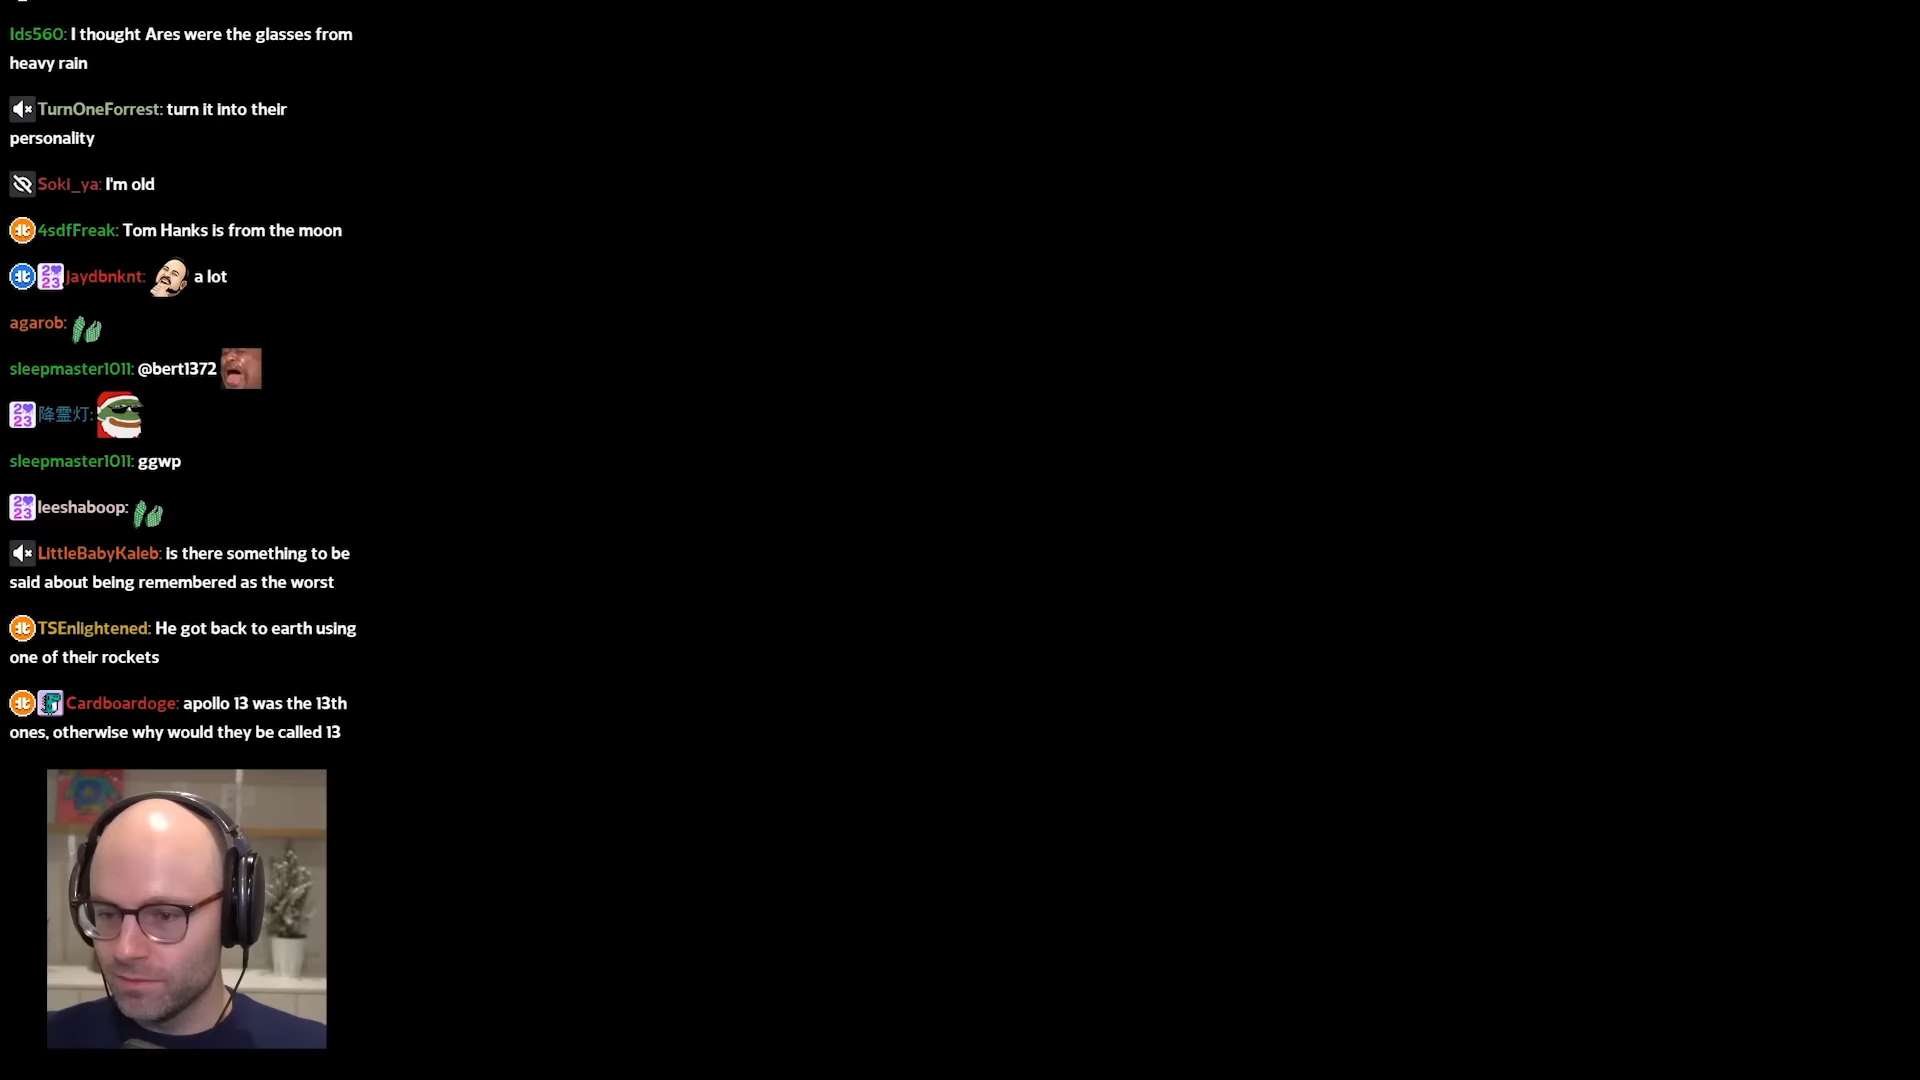 Ids560: I thought Ares were the glasses from
heavy rain
TurnOneForrest: turn it into their
personality
Soki_ya: I'm old
4sdfFreak: Tom Hanks is from the moon
jaydbnknt: a lot
agarob:
sleepmaster1011: @bert1372
降霊灯:
sleepmaster1011: ggwp
leeshaboop:
LittleBabyKaleb: is there something to be
said about being remembered as the worst
TSEnlightened: He got back to earth using
one of their rockets
Cardboardoge: apollo 13 was the 13th
ones, otherwise why would they be called 13